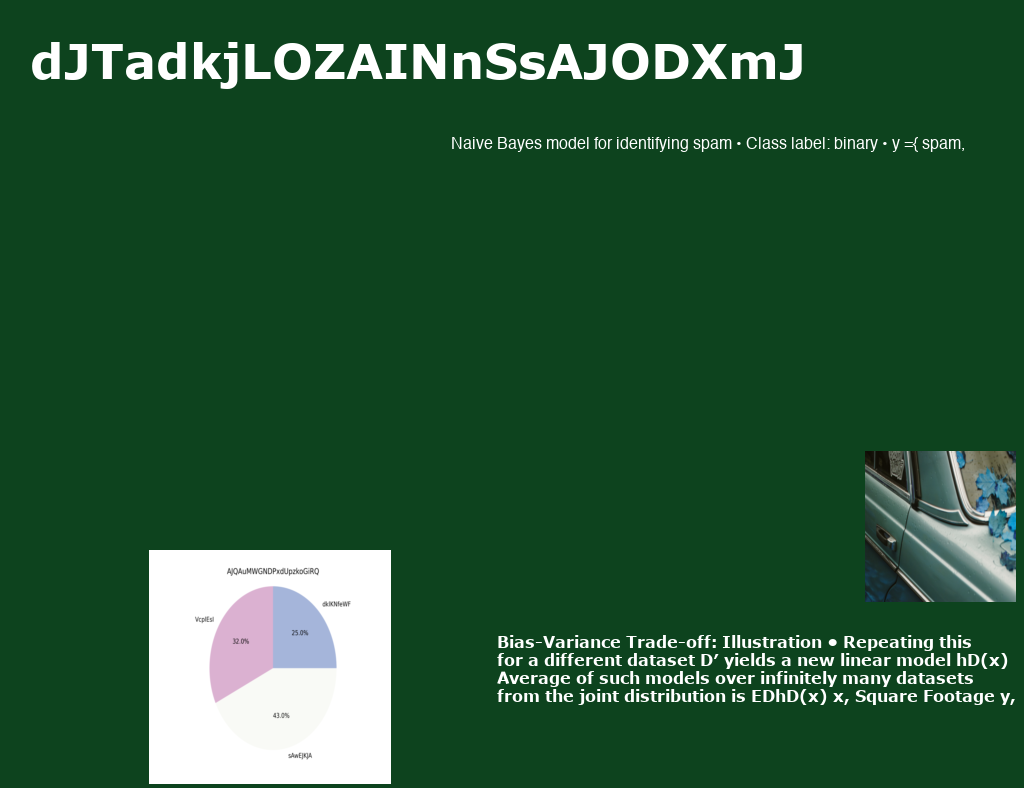 dJTadkjLOZAINnSsAJODXmJ
Naive Bayes model for identifying spam • Class label: binary • y ={ spam,
AJQAuMWGNDPxdUpzkoGiRQ
dkIKNfeWF
VcpIEsI
32.0%
25.0%
43.0%
sAwEJKJA
Bias-Variance Trade-off: Illustration • Repeating this
for a different dataset D’ yields a new linear model hD(x)
Average of such models over infinitely many datasets
from the joint distribution is EDhD(x) x, Square Footage y,